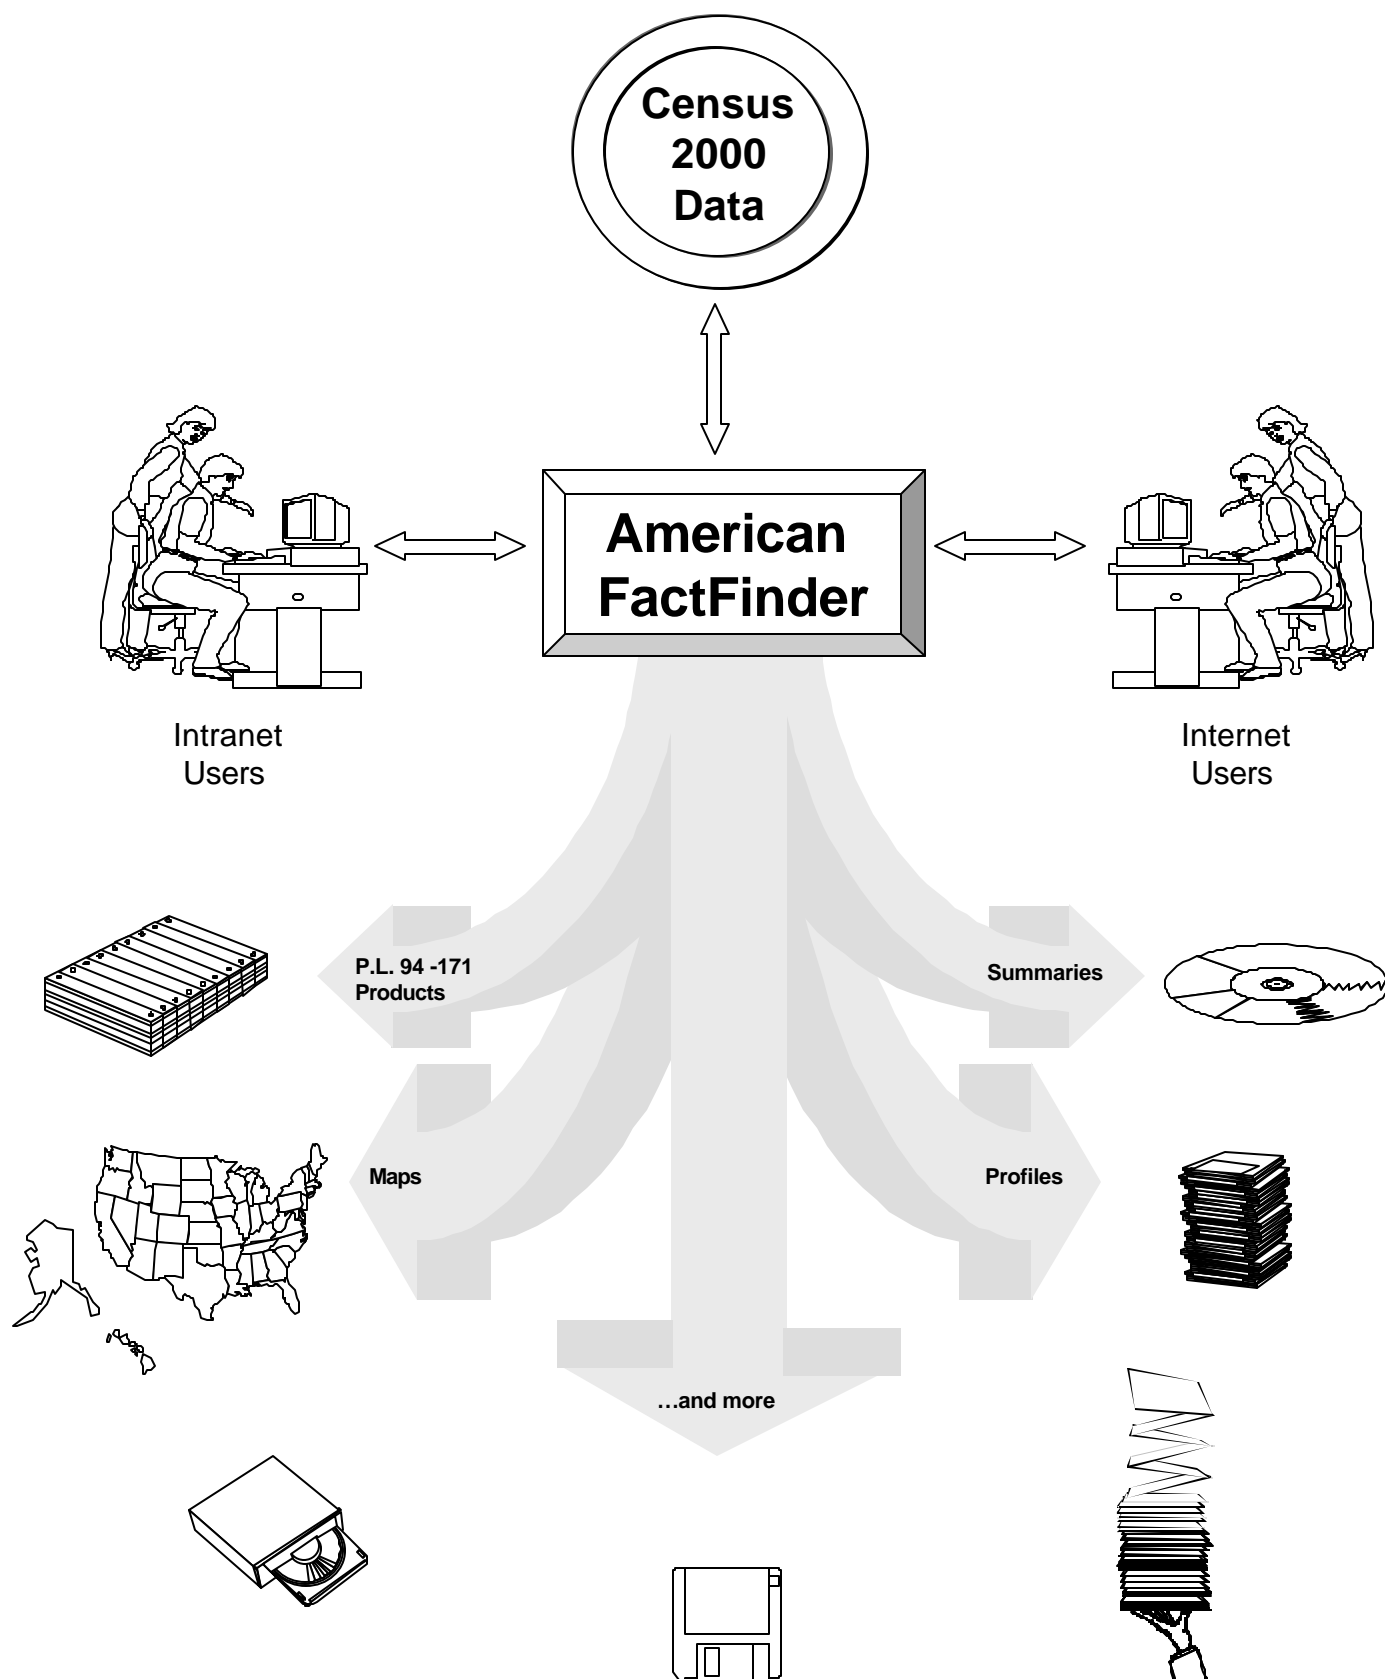 Census
2000
Data
American
FactFinder
Intranet
Users
Internet
Users
P.L. 94 -171
Products
Summaries
Maps
Profiles
…and more